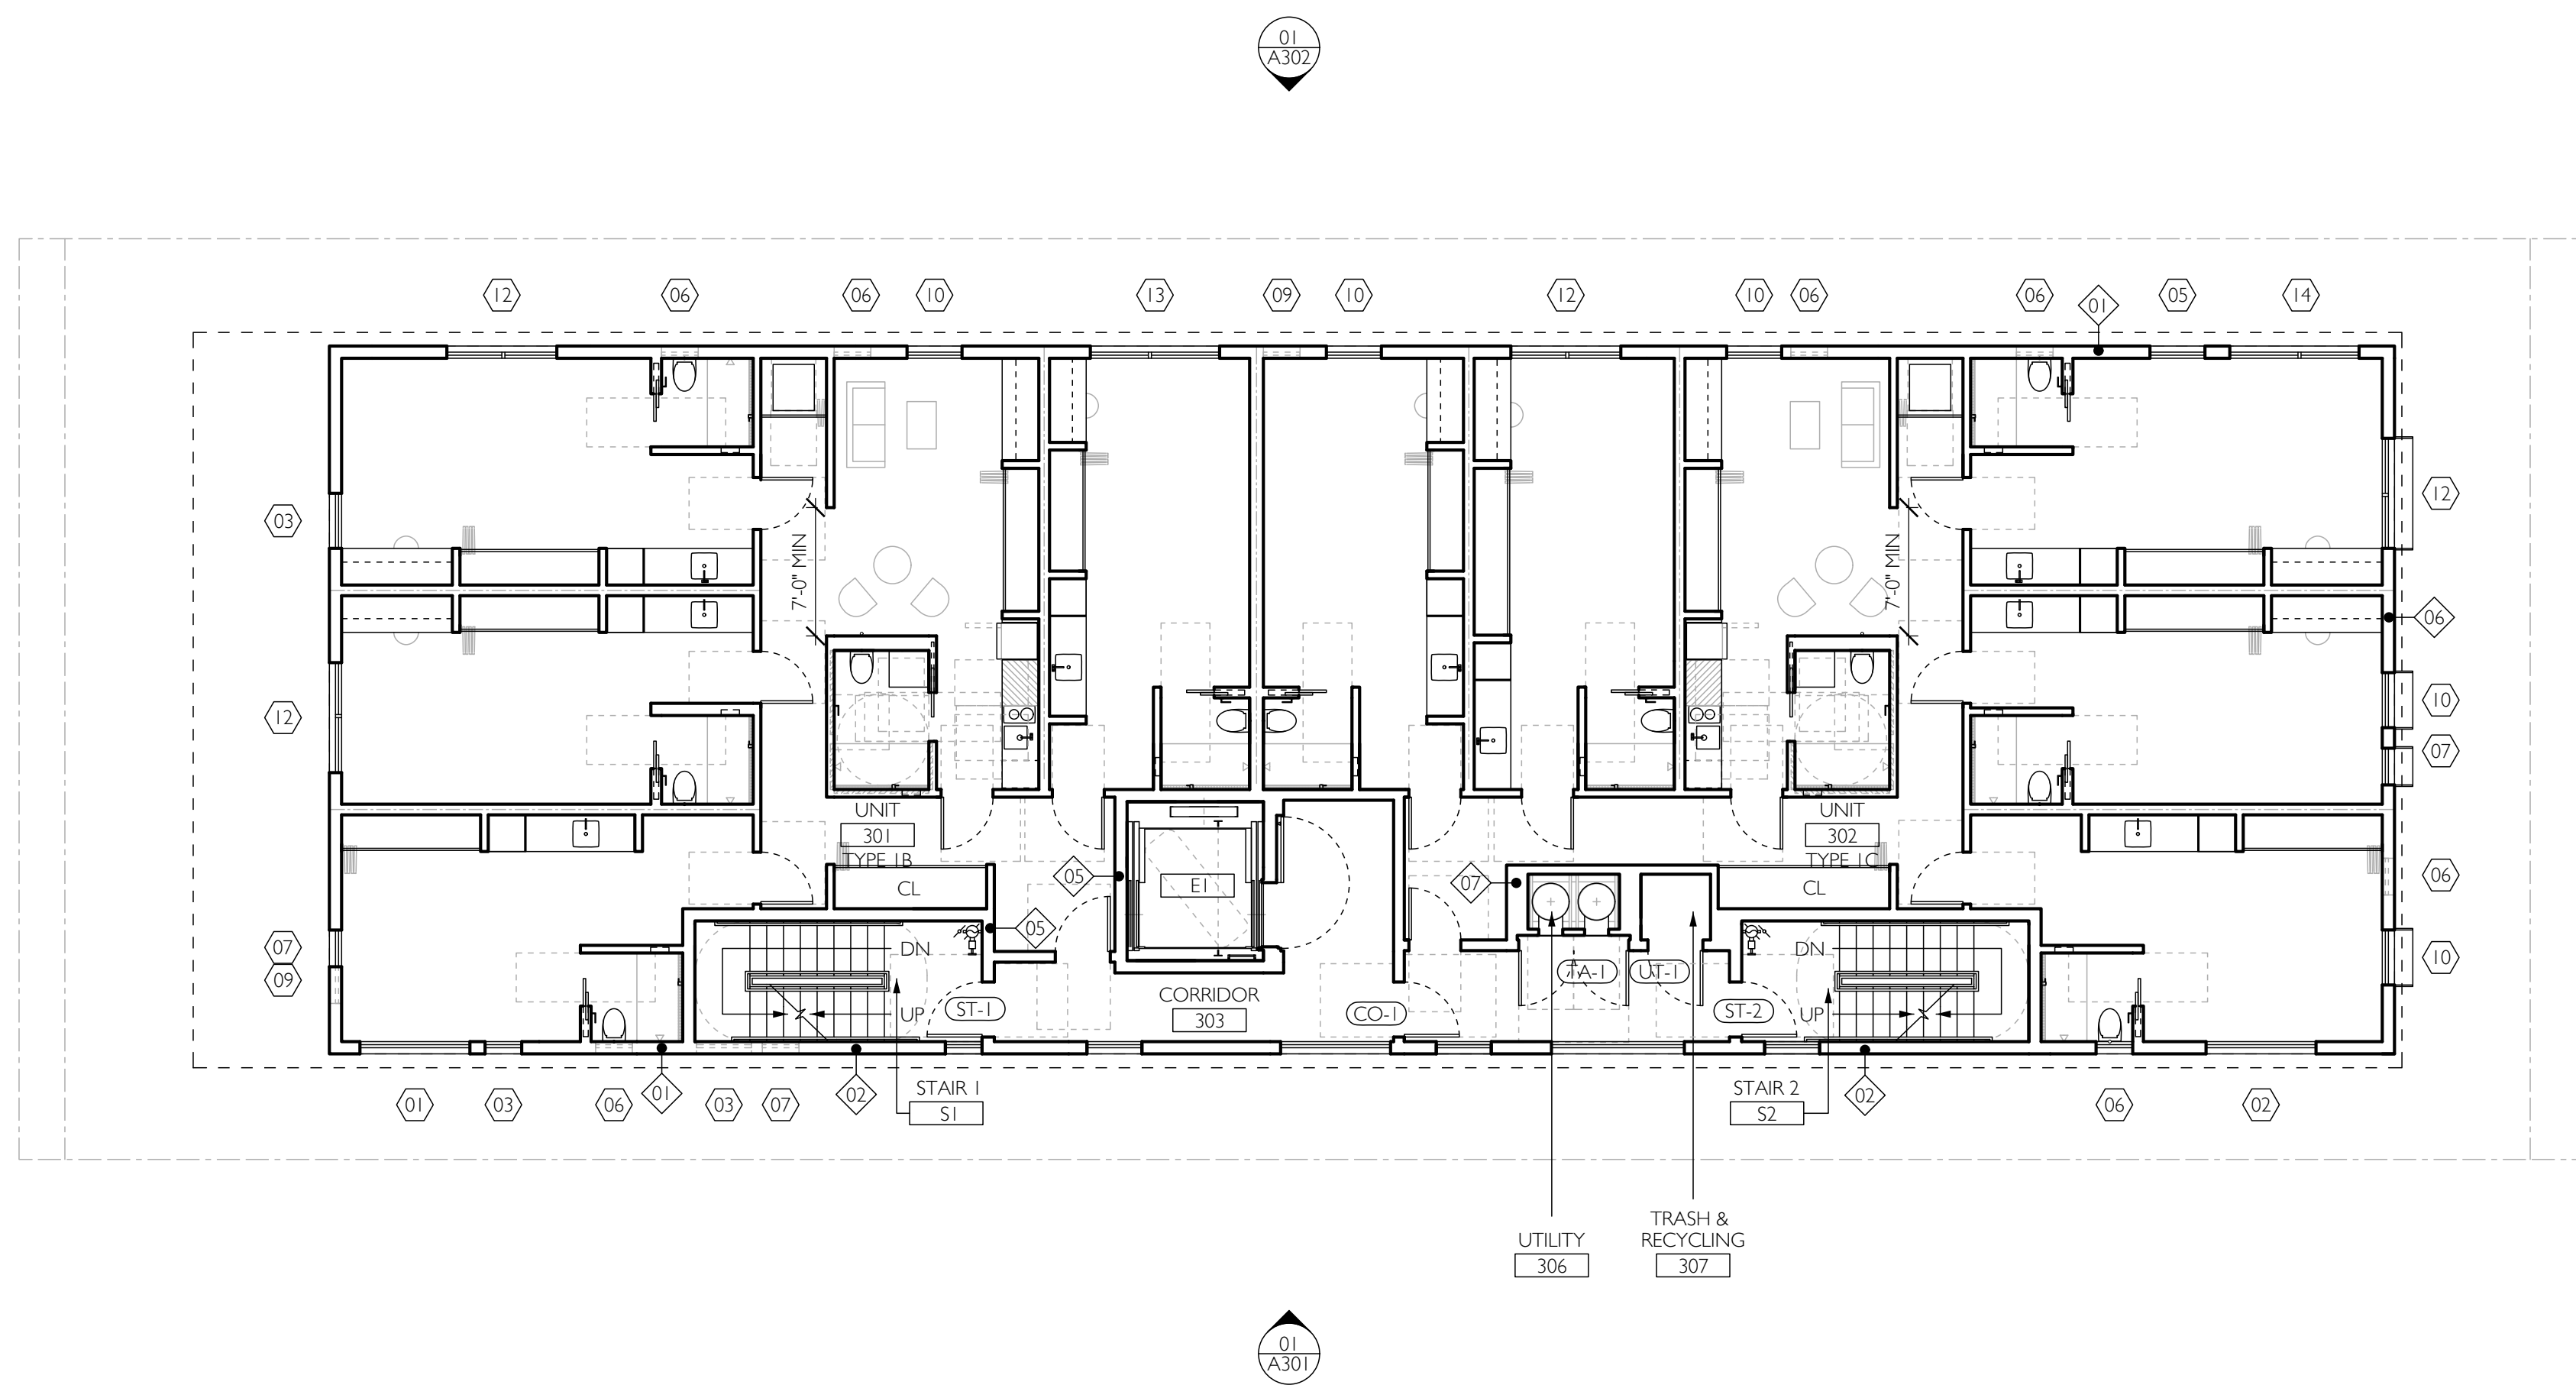 01
A302
12
06
06
10
13
09
10
12
10
06
06
01
05
14
03
12
7'-0" MIN
7'-0" MIN
12
06
10
07
UNIT
301
TYPE 1B
UNIT
302
TYPE 1C
05
E1
07
CL
CL
06
05
07
09
DN
UP
ST-1
CORRIDOR
303
CO-1
TA-1
UT-1
ST-2
DN
UP
10
01
03
06
01
03
07
02
STAIR 1
S1
STAIR 2
S2
02
06
02
UTILITY
306
TRASH &
RECYCLING
307
01
A301